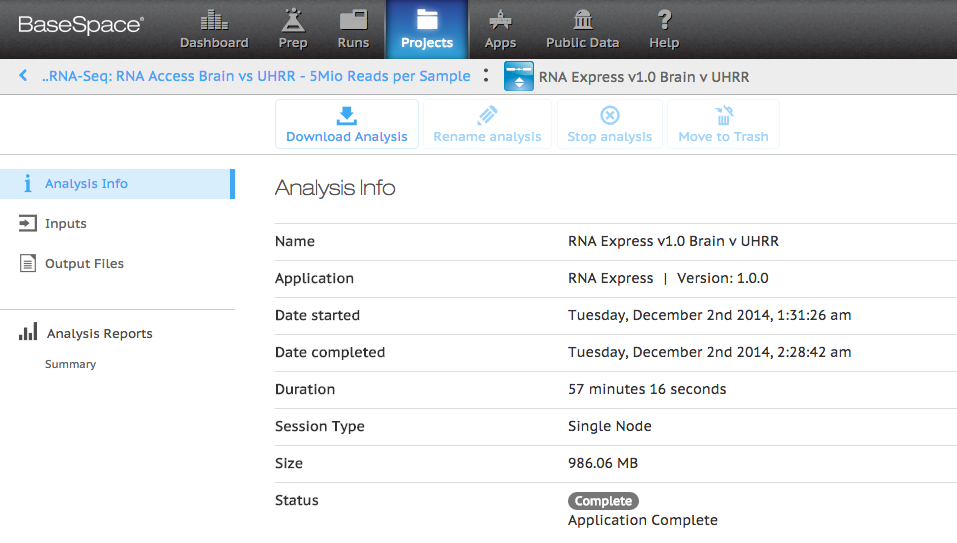 BaseSpace®
Dashboard Prep Runs Projects Apps Public Data Help
..RNA-Seq: RNA Access Brain vs UHRR - 5Mio Reads per Sample : RNA Express v1.0 Brain v UHRR
Download Analysis Rename analysis Stop analysis Move to Trash
Analysis Info
Inputs
Output Files
Analysis Reports
Summary
Analysis Info
Name RNA Express v1.0 Brain v UHRR
Application RNA Express | Version: 1.0.0
Date started Tuesday, December 2nd 2014, 1:31:26 am
Date completed Tuesday, December 2nd 2014, 2:28:42 am
Duration 57 minutes 16 seconds
Session Type Single Node
Size 986.06 MB
Status Complete
Application Complete